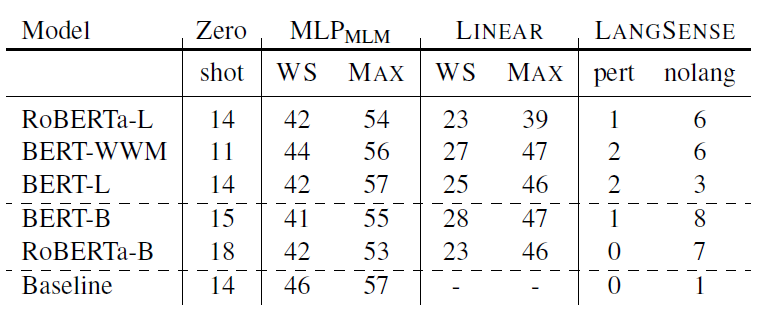 Model Zero MLPMLM LINEAR LANGSENSE
shot WS MAX WS MAX pert nolang
RoBERTa-L 14 42 54 23 39 1 6
BERT-WWM 11 44 56 27 47 2 6
BERT-L 14 42 57 25 46 2 3
BERT-B 15 41 55 28 47 1 8
RoBERTa-B 18 42 53 23 46 0 7
Baseline 14 46 57 - - 0 1